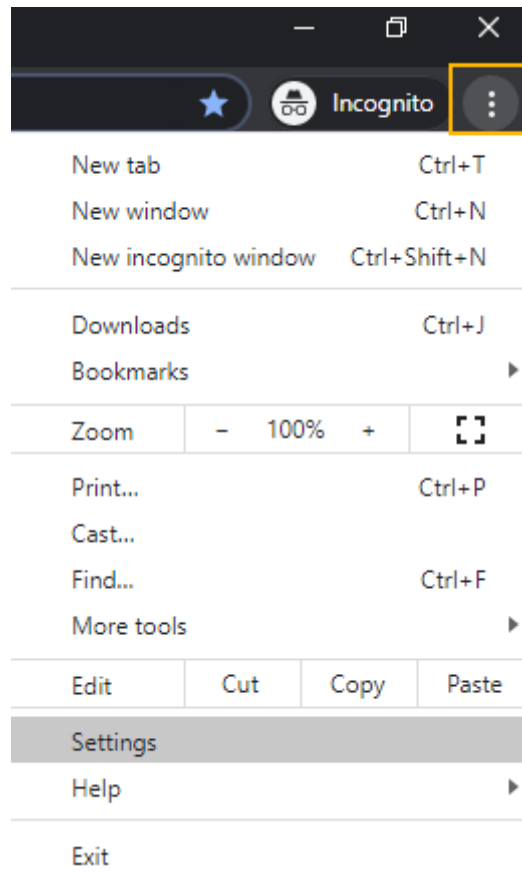 Incognito
New tab Ctrl+T
New window Ctrl+N
New incognito window Ctrl+Shift+N
Downloads Ctrl+J
Bookmarks
Zoom - 100% +
Print... Ctrl+P
Cast...
Find... Ctrl+F
More tools
Edit Cut Copy Paste
Settings
Help
Exit